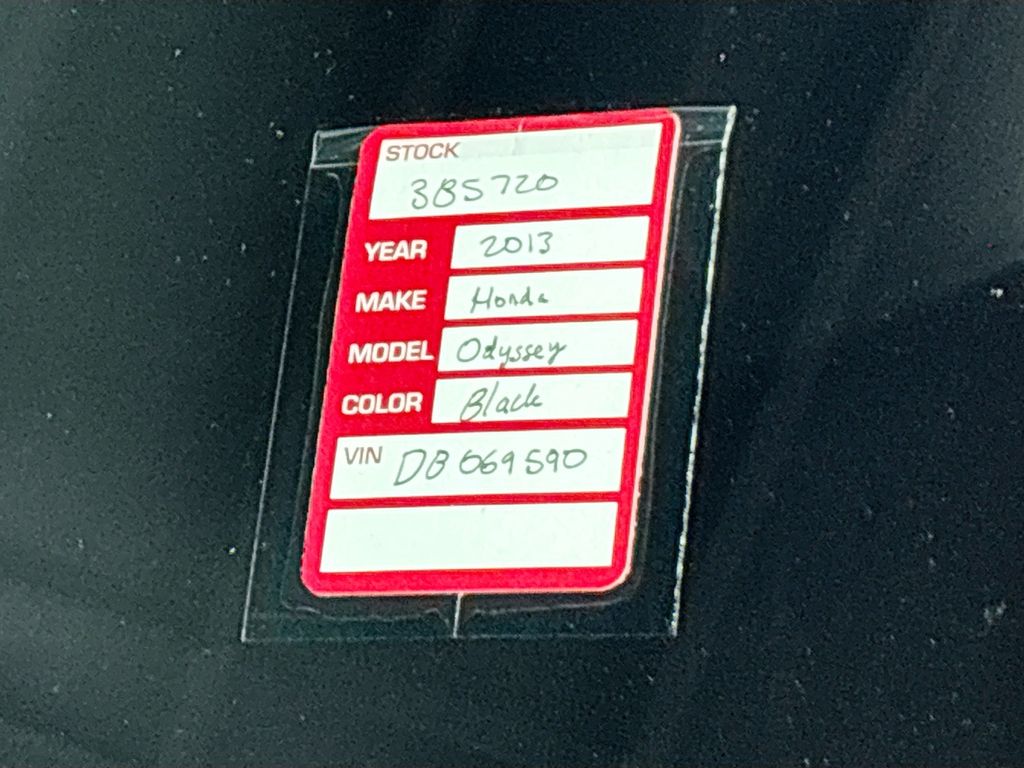 STOCK
385720
YEAR 2013
MAKE Honda
MODEL Odyssey
COLOR Black
VIN DB069590